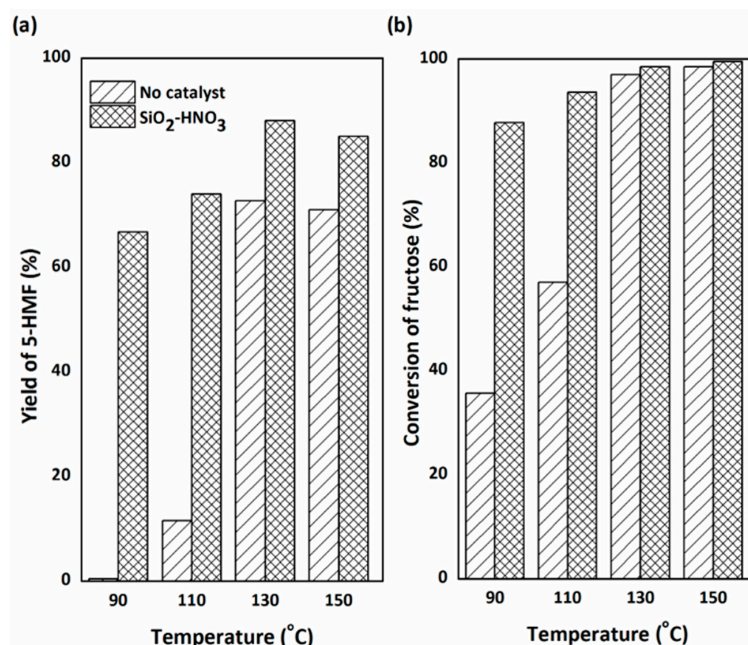 (a)
100
80
60
40
20
0
Yield of 5-HMF (%)
No catalyst
SiO2-HNO3
90 110 130 150
Temperature (°C)
(b)
100
80
60
40
20
0
Conversion of fructose (%)
90 110 130 150
Temperature (°C)